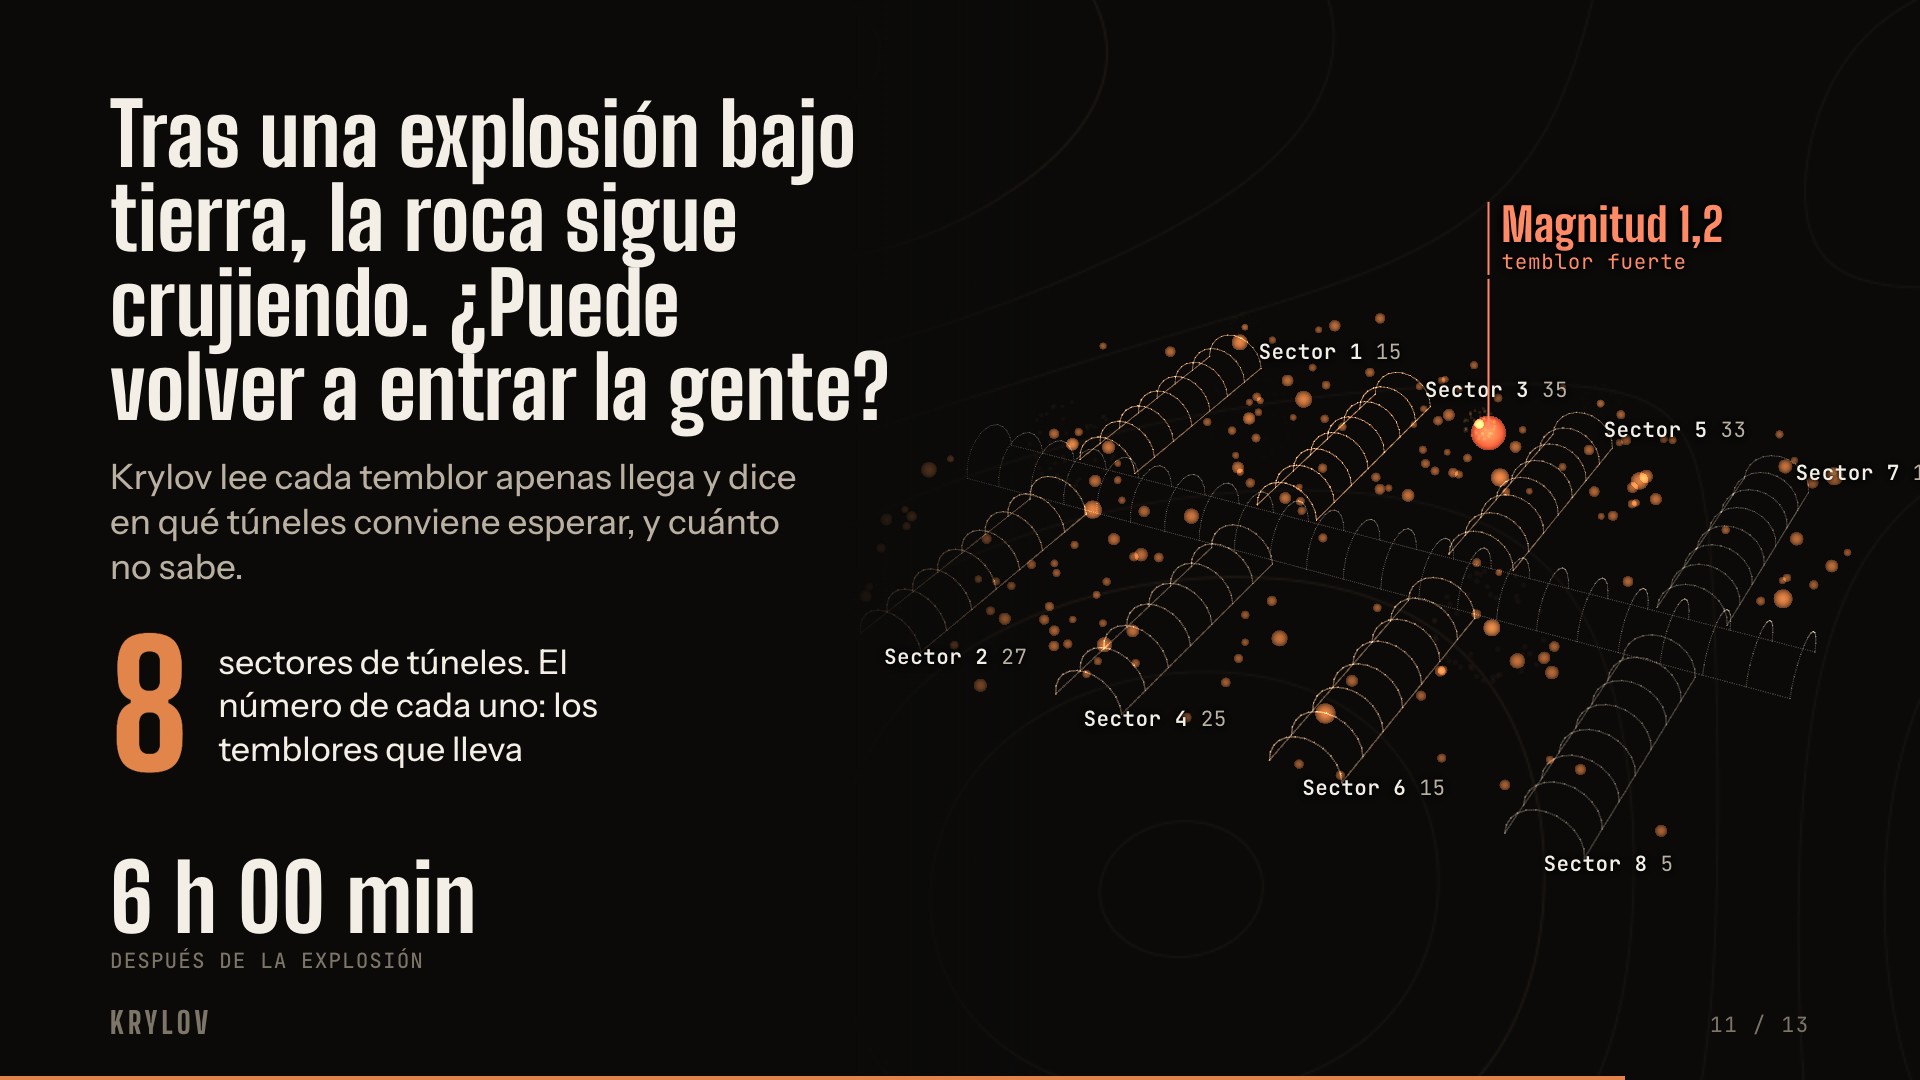 Tras una explosión bajo
tierra, la roca sigue
crujiendo. ¿Puede
volver a entrar la gente?
Krylov lee cada temblor apenas llega y dice
en qué túneles conviene esperar, y cuánto
no sabe.
8
sectores de túneles. El
número de cada uno: los
temblores que lleva
6 h 00 min
DESPUÉS DE LA EXPLOSIÓN
Magnitud 1,2
temblor fuerte
Sector 1 15
Sector 3 35
Sector 5 33
Sector 7
Sector 2 27
Sector 4 25
Sector 6 15
Sector 8 5
KRYLOV
11 / 13